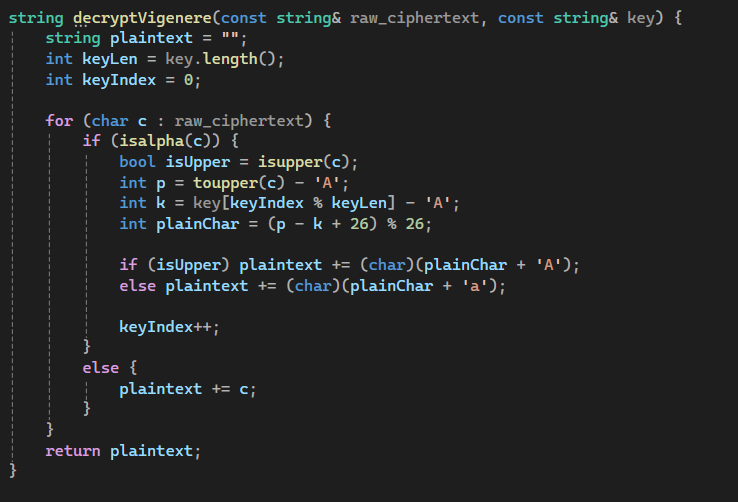 string decryptVigenere(const string& raw_ciphertext, const string& key) {
    string plaintext = "";
    int keyLen = key.length();
    int keyIndex = 0;

    for (char c : raw_ciphertext) {
        if (isalpha(c)) {
            bool isUpper = isupper(c);
            int p = toupper(c) - 'A';
            int k = key[keyIndex % keyLen] - 'A';
            int plainChar = (p - k + 26) % 26;

            if (isUpper) plaintext += (char)(plainChar + 'A');
            else plaintext += (char)(plainChar + 'a');

            keyIndex++;
        }
        else {
            plaintext += c;
        }
    }
    return plaintext;
}